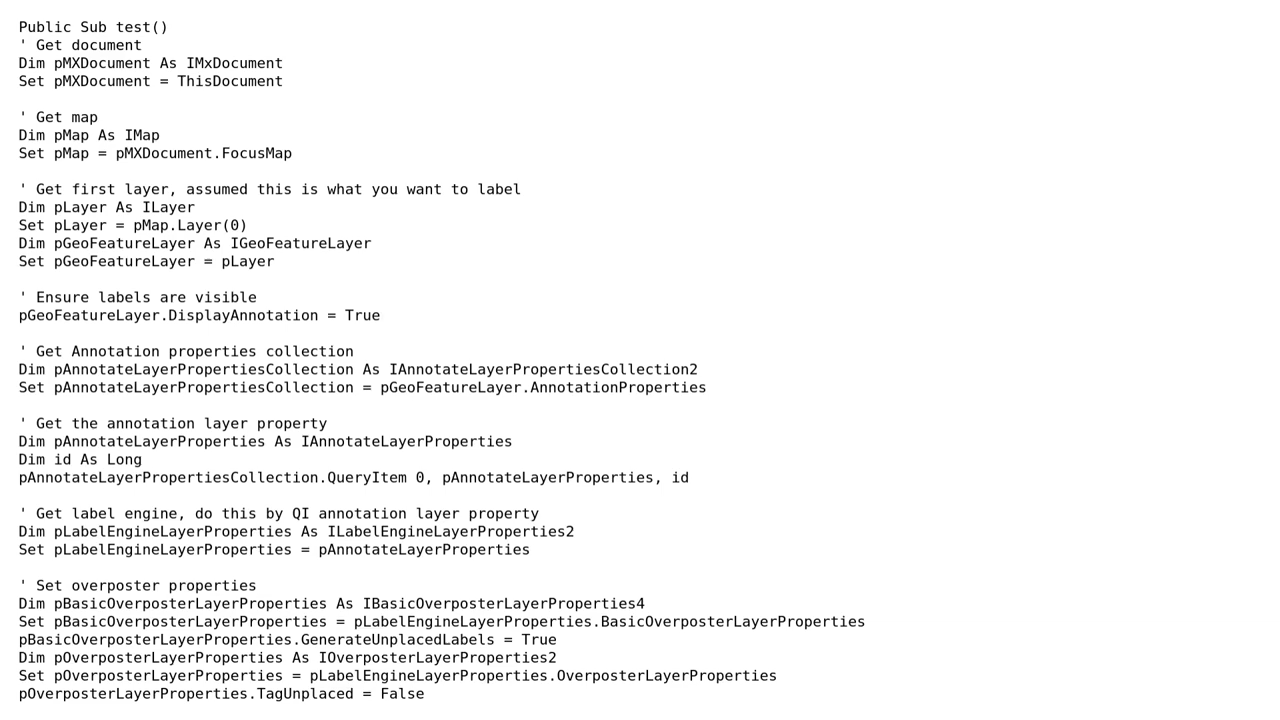 Public Sub test()
' Get document
Dim pMXDocument As IMxDocument
Set pMXDocument = ThisDocument

' Get map
Dim pMap As IMap
Set pMap = pMXDocument.FocusMap

' Get first layer, assumed this is what you want to label
Dim pLayer As ILayer
Set pLayer = pMap.Layer(0)
Dim pGeoFeatureLayer As IGeoFeatureLayer
Set pGeoFeatureLayer = pLayer

' Ensure labels are visible
pGeoFeatureLayer.DisplayAnnotation = True

' Get Annotation properties collection
Dim pAnnotateLayerPropertiesCollection As IAnnotateLayerPropertiesCollection2
Set pAnnotateLayerPropertiesCollection = pGeoFeatureLayer.AnnotationProperties

' Get the annotation layer property
Dim pAnnotateLayerProperties As IAnnotateLayerProperties
Dim id As Long
pAnnotateLayerPropertiesCollection.QueryItem 0, pAnnotateLayerProperties, id

' Get label engine, do this by QI annotation layer property
Dim pLabelEngineLayerProperties As ILabelEngineLayerProperties2
Set pLabelEngineLayerProperties = pAnnotateLayerProperties

' Set overposter properties
Dim pBasicOverposterLayerProperties As IBasicOverposterLayerProperties4
Set pBasicOverposterLayerProperties = pLabelEngineLayerProperties.BasicOverposterLayerProperties
pBasicOverposterLayerProperties.GenerateUnplacedLabels = True
Dim pOverposterLayerProperties As IOverposterLayerProperties2
Set pOverposterLayerProperties = pLabelEngineLayerProperties.OverposterLayerProperties
pOverposterLayerProperties.TagUnplaced = False